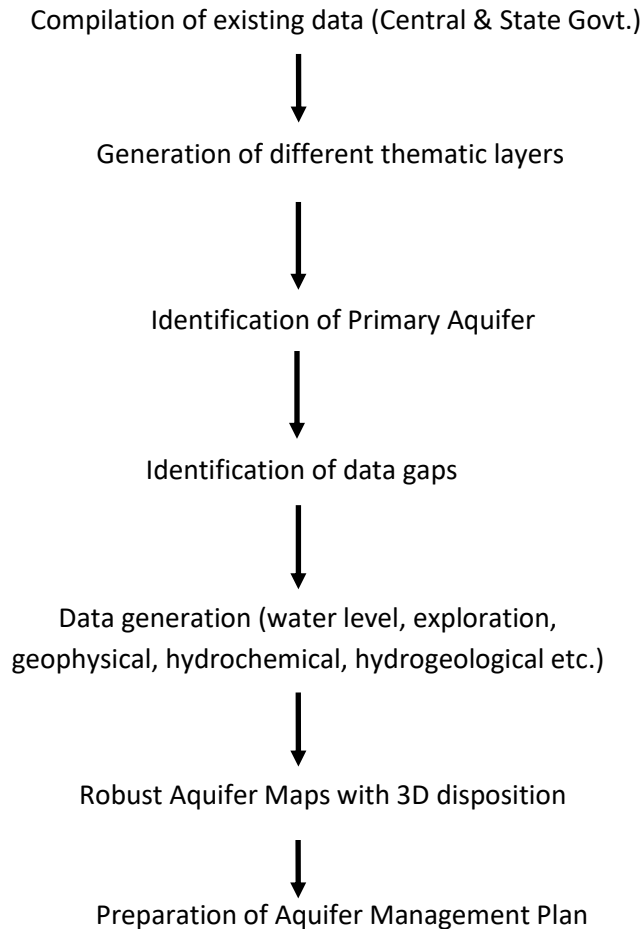 Compilation of existing data (Central & State Govt.)
Generation of different thematic layers
Identification of Primary Aquifer
Identification of data gaps
Data generation (water level, exploration,
geophysical, hydrochemical, hydrogeological etc.)
Robust Aquifer Maps with 3D disposition
Preparation of Aquifer Management Plan